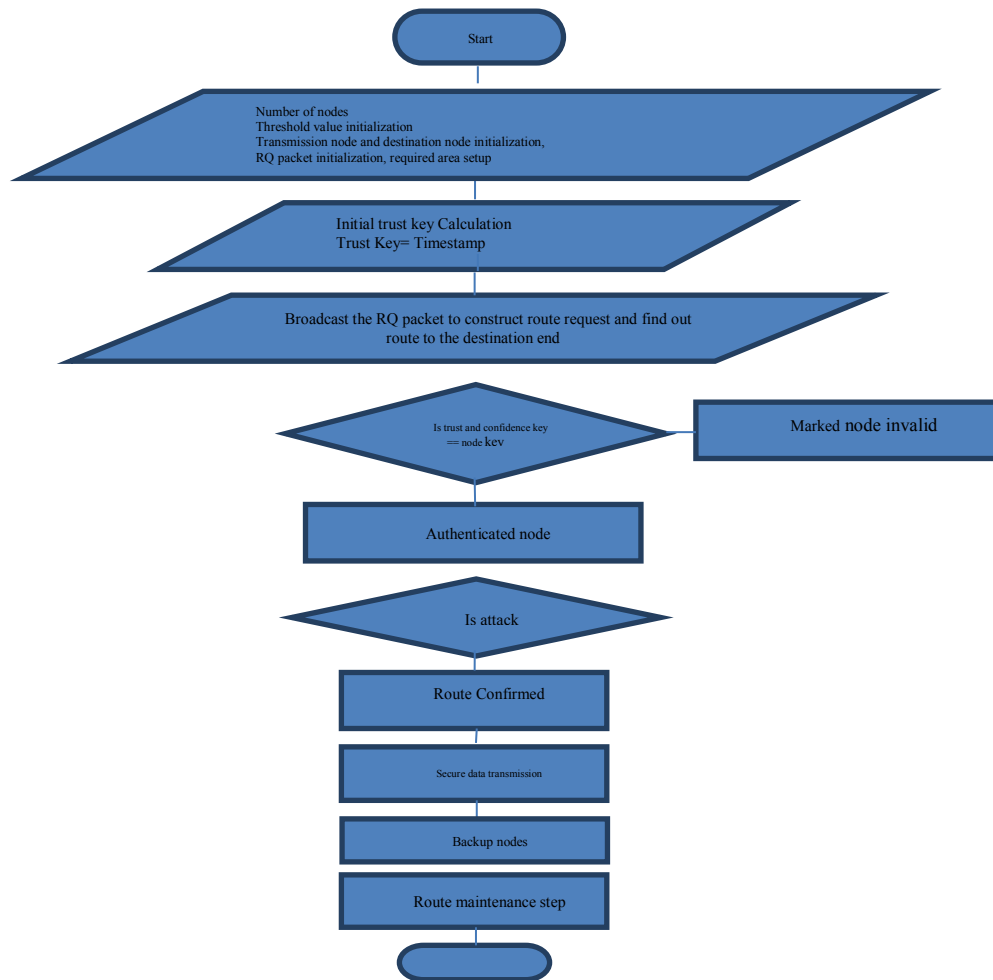 Start
Number of nodes
Threshold value initialization
Transmission node and destination node initialization,
RQ packet initialization, required area setup
Initial trust key Calculation
Trust Key= Timestamp
Broadcast the RQ packet to construct route request and find out
route to the destination end
Is trust and confidence key
== node key
Marked node invalid
Authenticated node
Is attack
Route Confirmed
Secure data transmission
Backup nodes
Route maintenance step